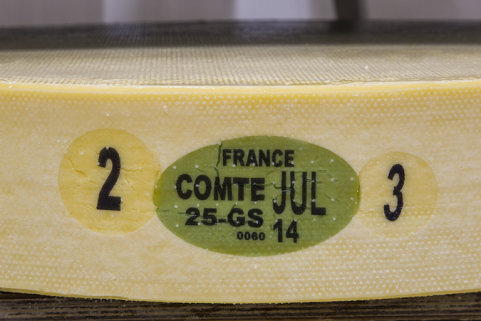 2
FRANCE
COMTE JUL
25-GS
0060 14
3